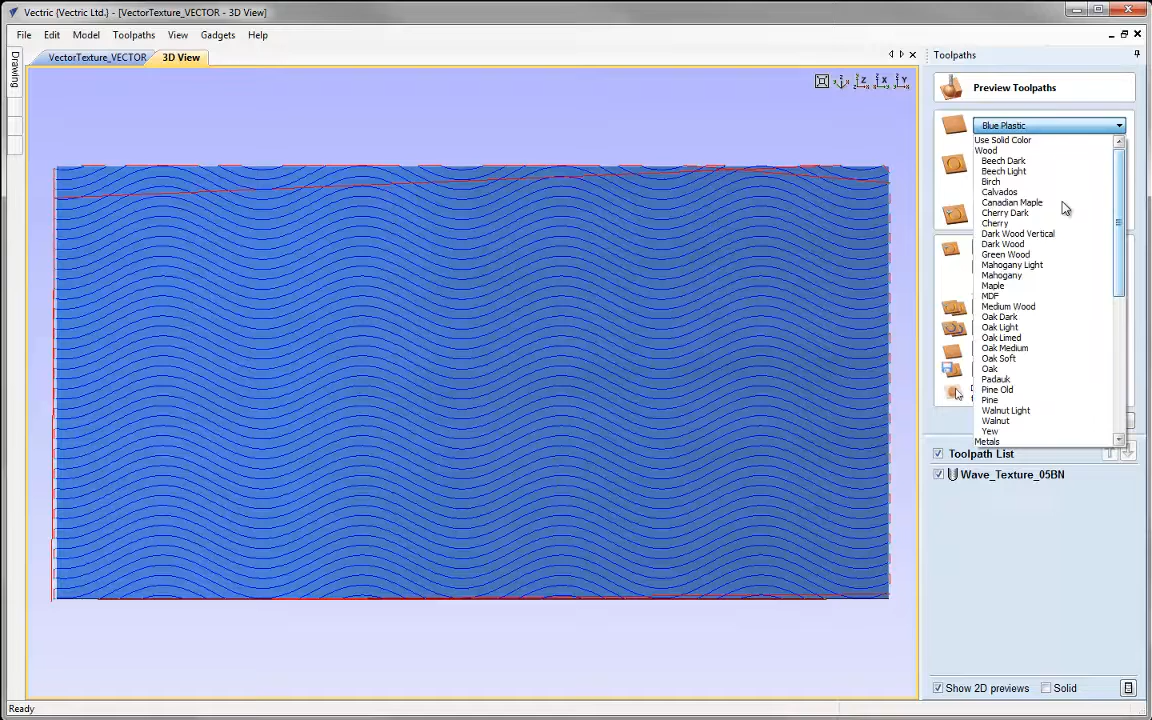 Vectric {Vectric Ltd.} - [VectorTexture_VECTOR - 3D View]
File Edit Model Toolpaths View Gadgets Help
Drawing
VectorTexture_VECTOR 3D View
Toolpaths
Preview Toolpaths
Blue Plastic
Use Solid Color
Wood
Beech Dark
Beech Light
Birch
Calvados
Canadian Maple
Cherry Dark
Cherry
Dark Wood Vertical
Dark Wood
Green Wood
Mahogany Light
Mahogany
Maple
MDF
Medium Wood
Oak Dark
Oak Light
Oak Limed
Oak Medium
Oak Soft
Oak
Padauk
Pine Old
Pine
Walnut Light
Walnut
Yew
Metals
Toolpath List
Wave_Texture_05BN
Show 2D previews Solid
Ready